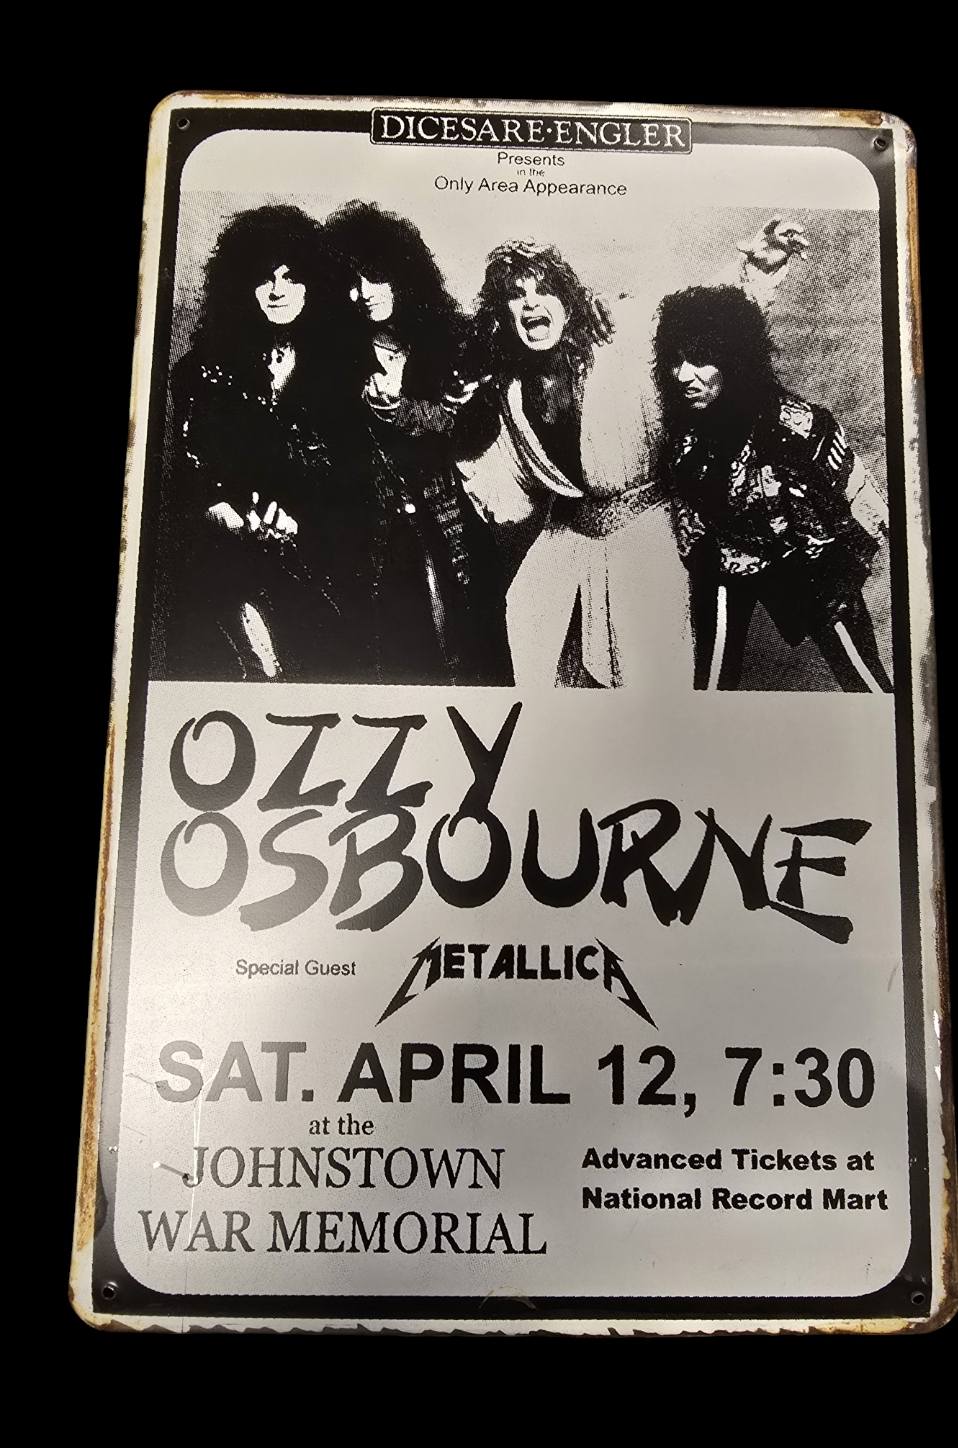 DICESARE·ENGLER
Presents
in the
Only Area Appearance
OZZY
OSBOURNE
Special Guest METALLICA
SAT. APRIL 12, 7:30
at the
JOHNSTOWN
WAR MEMORIAL
Advanced Tickets at
National Record Mart